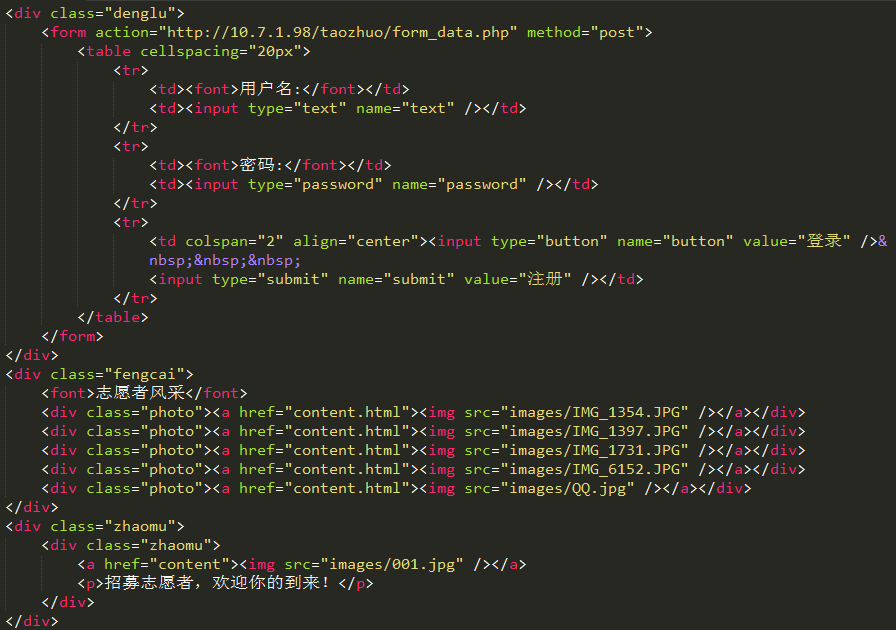 <div class="denglu">
    <form action="http://10.7.1.98/taozhuo/form_data.php" method="post">
        <table cellspacing="20px">
            <tr>
                <td><font>用户名:</font></td>
                <td><input type="text" name="text" /></td>
            </tr>
            <tr>
                <td><font>密码:</font></td>
                <td><input type="password" name="password" /></td>
            </tr>
            <tr>
                <td colspan="2" align="center"><input type="button" name="button" value="登录" />&
                nbsp;&nbsp;&nbsp;
                <input type="submit" name="submit" value="注册" /></td>
            </tr>
        </table>
    </form>
</div>
<div class="fengcai">
    <font>志愿者风采</font>
    <div class="photo"><a href="content.html"><img src="images/IMG_1354.JPG" /></a></div>
    <div class="photo"><a href="content.html"><img src="images/IMG_1397.JPG" /></a></div>
    <div class="photo"><a href="content.html"><img src="images/IMG_1731.JPG" /></a></div>
    <div class="photo"><a href="content.html"><img src="images/IMG_6152.JPG" /></a></div>
    <div class="photo"><a href="content.html"><img src="images/QQ.jpg" /></a></div>
</div>
<div class="zhaomu">
    <div class="zhaomu">
        <a href="content"><img src="images/001.jpg" /></a>
        <p>招募志愿者，欢迎你的到来！</p>
    </div>
</div>